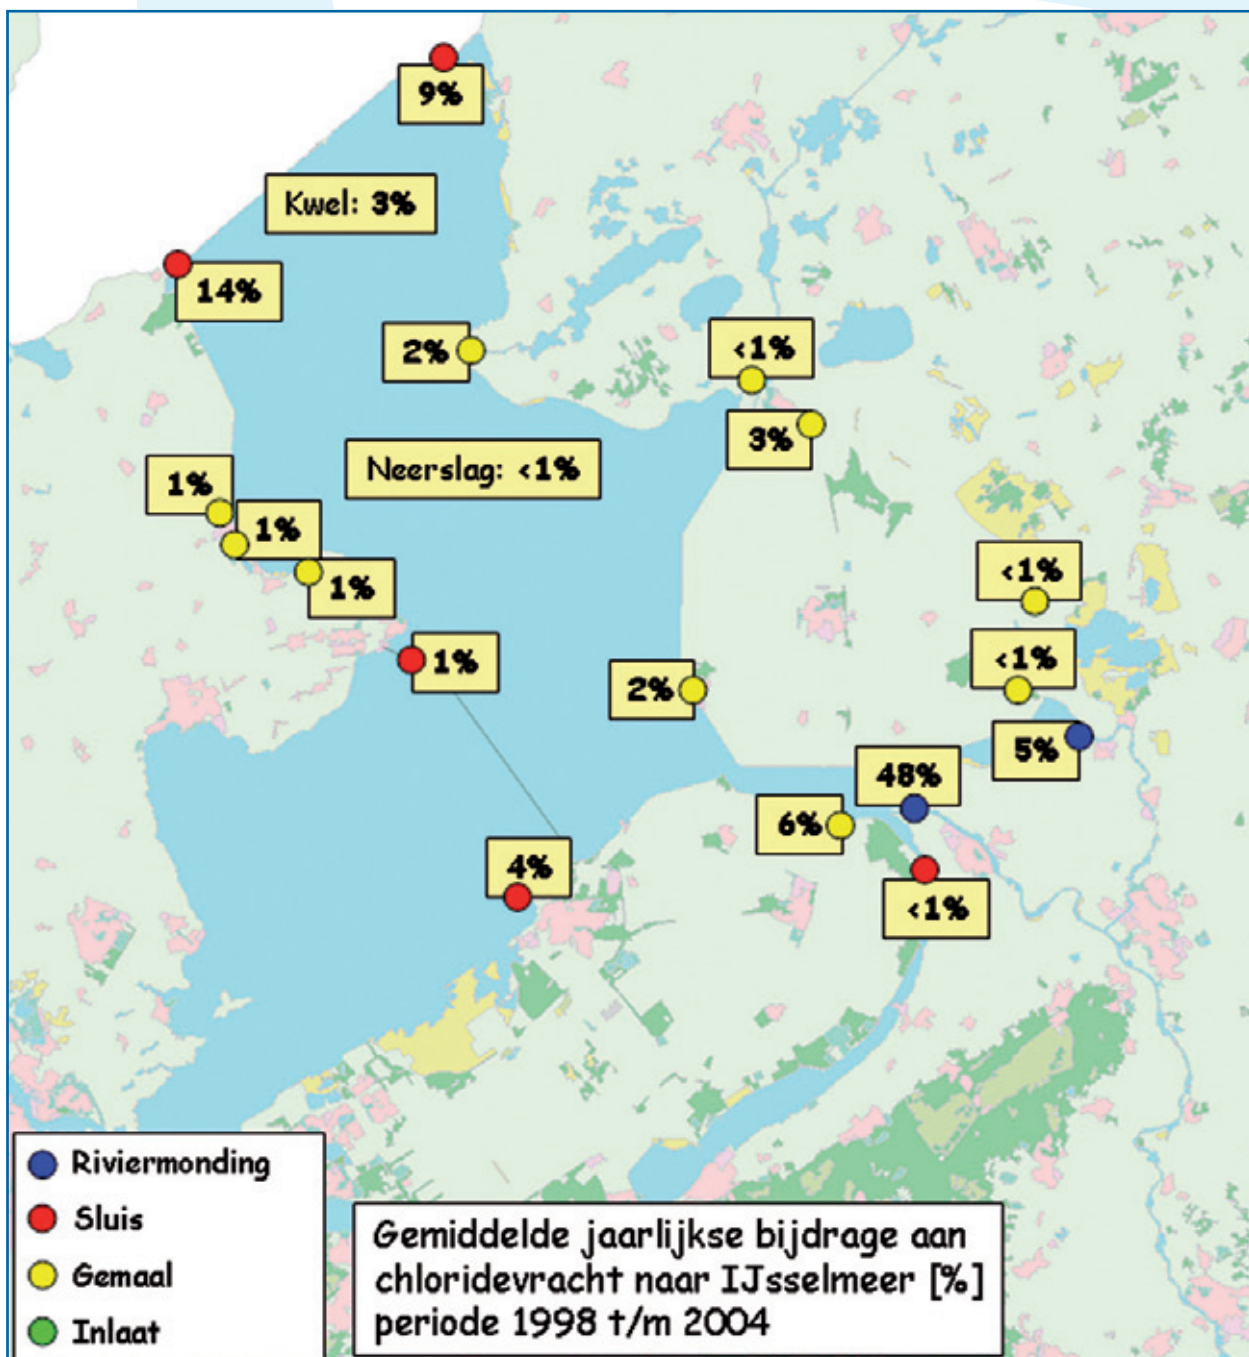 9%
Kwel: 3%
14%
2%
<1%
3%
Neerslag: <1%
1%
1%
1%
<1%
1%
<1%
2%
5%
48%
6%
4%
<1%
Riviermonding
Sluis
Gemaal
Inlaat
Gemiddelde jaarlijkse bijdrage aan
chloridevracht naar IJsselmeer [%]
periode 1998 t/m 2004